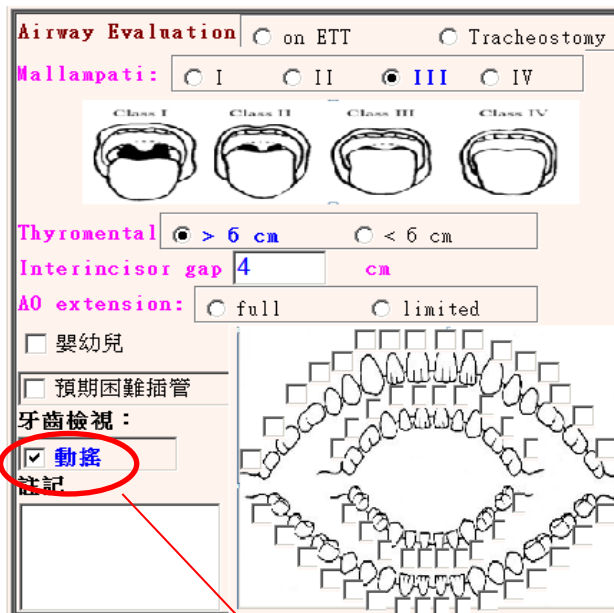 Airway Evaluation on ETT Tracheostomy
Mallampati: I II III IV
Class I Class II Class III Class IV
Thyromental > 6 cm < 6 cm
Interincisor gap 4 cm
AO extension: full limited
嬰幼兒
預期困難插管
牙齒檢視：
動搖
註記